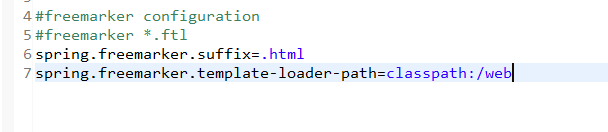 4 #freemarker configuration
5 #freemarker *.ftl
6 spring.freemarker.suffix=.html
7 spring.freemarker.template-loader-path=classpath:/web